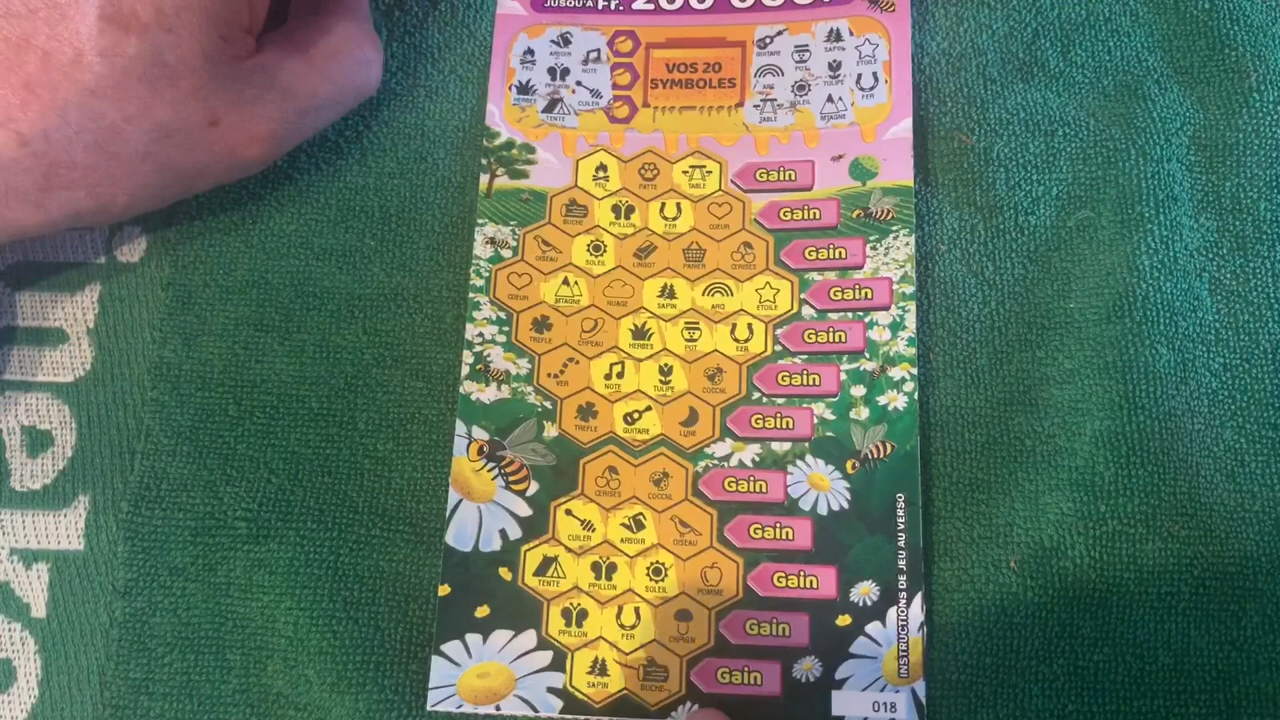 JUSQU'À Fr. 200 000.-
FEU ARSOIR NOTE
HERBES PPILLON CUILER
TENTE
VOS 20
SYMBOLES
GUITARE POT SAPIN ETOILE
ARC SOLEIL TULIPE FER
TABLE MTAGNE
FEU PATTE TABLE Gain
BUCHE PPILLON FER COEUR Gain
OISEAU SOLEIL LINGOT PANIER CERISES Gain
COEUR MTAGNE NUAGE SAPIN ARC ETOILE Gain
TREFLE CHPEAU HERBES POT FER Gain
VER NOTE TULIPE COCCNL Gain
TREFLE GUITARE LUNE Gain
CERISES COCCNL Gain
CUILER ARSOIR OISEAU Gain
TENTE PPILLON SOLEIL POMME Gain
PPILLON FER CHPIGN Gain
SAPIN BUCHE Gain
INSTRUCTIONS DE JEU AU VERSO
018